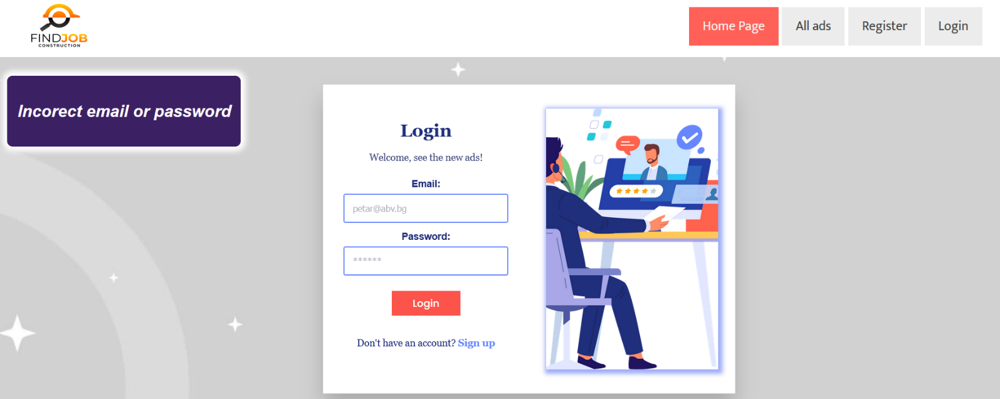 FINDJOB
CONSTRUCTION
Home Page
All ads
Register
Login
Incorect email or password
Login
Welcome, see the new ads!
Email:
petar@abv.bg
Password:
******
Login
Don't have an account? Sign up